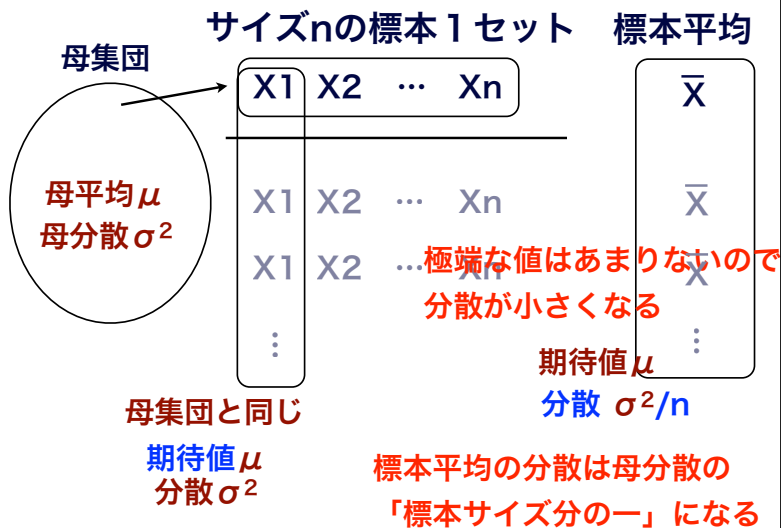 サイズnの標本1セット
標本平均
母集団
X1 X2 … Xn
X̅
母平均μ
母分散σ²
X1 X2 … Xn
X̅
X1 X2 … Xn
X̅
極端な値はあまりないので
分散が小さくなる
⋮
⋮
期待値μ
分散 σ²/n
母集団と同じ
期待値μ
分散σ²
標本平均の分散は母分散の
「標本サイズ分の一」になる